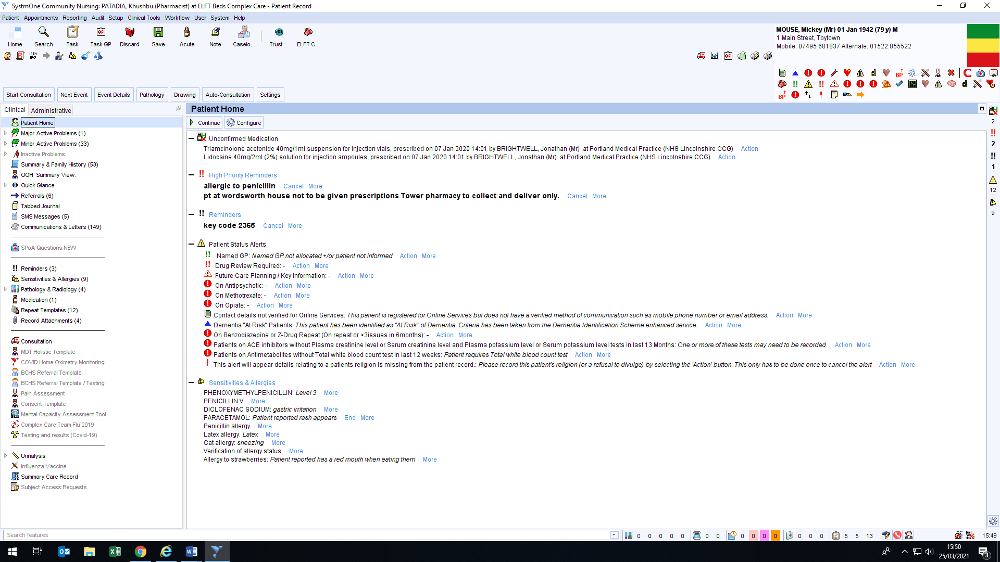 SystmOne Community Nursing: PATADIA, Khushbu (Pharmacist) at ELFT Beds Complex Care - Patient Record
Patient Appointments Reporting Audit Setup Clinical Tools Workflow User System Help
Home Search Task Task GP Discard Save Acute Note Caselo... Trust ... ELFT C...
MOUSE, Mickey (Mr) 01 Jan 1942 (79 y) M
1 Main Street, Toytown
Mobile: 07495 681837 Alternate: 01522 855522
Start Consultation Next Event Event Details Pathology Drawing Auto-Consultation Settings
Clinical Administrative
Patient Home
Major Active Problems (1)
Minor Active Problems (33)
Inactive Problems
Summary & Family History (53)
OOH Summary View.
Quick Glance
Referrals (6)
Tabbed Journal
SMS Messages (5)
Communications & Letters (149)
SPoA Questions NEW
Reminders (3)
Sensitivities & Allergies (9)
Pathology & Radiology (4)
Medication (1)
Repeat Templates (12)
Record Attachments (4)
Consultation
MDT Holistic Template
COVID Home Oximetry Monitoring
BCHS Referral Template
BCHS Referral Template / Testing
Pain Assessment
Consent Template.
Mental Capacity Assessment Tool
Complex Care Team Flu 2019
Testing and results (Covid-19)
Urinalysis
Influenza Vaccine
Summary Care Record
Subject Access Requests
Patient Home
Continue Configure
Unconfirmed Medication
Triamcinolone acetonide 40mg/1ml suspension for injection vials, prescribed on 07 Jan 2020 14:01 by BRIGHTWELL, Jonathan (Mr) at Portland Medical Practice (NHS Lincolnshire CCG) Action
Lidocaine 40mg/2ml (2%) solution for injection ampoules, prescribed on 07 Jan 2020 14:01 by BRIGHTWELL, Jonathan (Mr) at Portland Medical Practice (NHS Lincolnshire CCG) Action
High Priority Reminders
allergic to peniciilin Cancel More
pt at wordsworth house not to be given prescriptions Tower pharmacy to collect and deliver only. Cancel More
Reminders
key code 2365 Cancel More
Patient Status Alerts
Named GP: Named GP not allocated +/or patient not informed Action More
Drug Review Required: - Action More
Future Care Planning / Key Information: - Action More
On Antipsychotic: - Action More
On Methotrexate: - Action More
On Opiate: - Action More
Contact details not verified for Online Services: This patient is registered for Online Services but does not have a verified method of communication such as mobile phone number or email address. Action More
Dementia "At Risk" Patients: This patient has been identified as "At Risk" of Dementia. Criteria has been taken from the Dementia Identification Scheme enhanced service. Action More
On Benzodiazepine or Z-Drug Repeat (On repeat or >3issues in 6months): - Action More
Patients on ACE inhibitors without Plasma creatinine level or Serum creatinine level and Plasma potassium level or Serum potassium level tests in last 13 Months: One or more of these tests may need to be recorded. Action More
Patients on Antimetabolites without Total white blood count test in last 12 weeks: Patient requires Total white blood count test Action More
This alert will appear details relating to a patients religion is missing from the patient record.: Please record this patient's religion (or a refusal to divulge) by selecting the 'Action' button. This only has to be done once to cancel the alert Action More
Sensitivities & Allergies
PHENOXYMETHYLPENICILLIN: Level 3 More
PENICILLIN V More
DICLOFENAC SODIUM: gastric irritation More
PARACETAMOL: Patient reported rash appears End More
Penicillin allergy More
Latex allergy: Latex More
Cat allergy: sneezing More
Verification of allergy status More
Allergy to strawberries: Patient reported has a red mouth when eating them More
2
2
1
12
9
Search features
0 0 0 0 0 0 0 0 0 0 0 0 0 0 5 5 13 15:49
15:50
25/03/2021
3